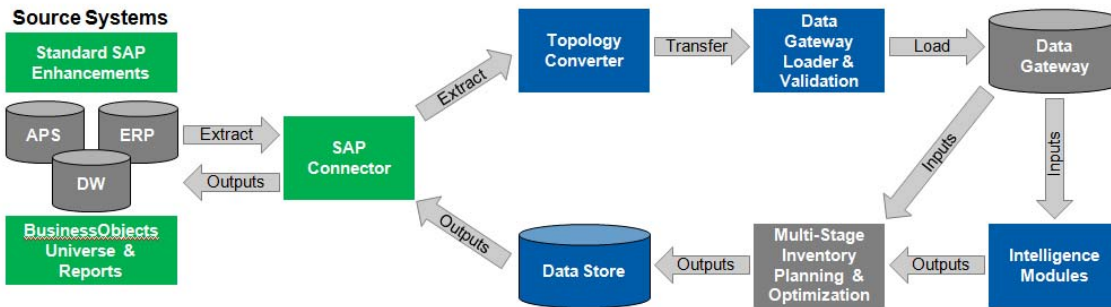 Source Systems
Standard SAP
Enhancements
APS
ERP
DW
BusinessObjects
Universe &
Reports
Extract
Outputs
SAP
Connector
Extract
Outputs
Topology
Converter
Transfer
Data
Gateway
Loader &
Validation
Load
Data
Gateway
Inputs
Inputs
Data Store
Outputs
Multi-Stage
Inventory
Planning &
Optimization
Outputs
Intelligence
Modules